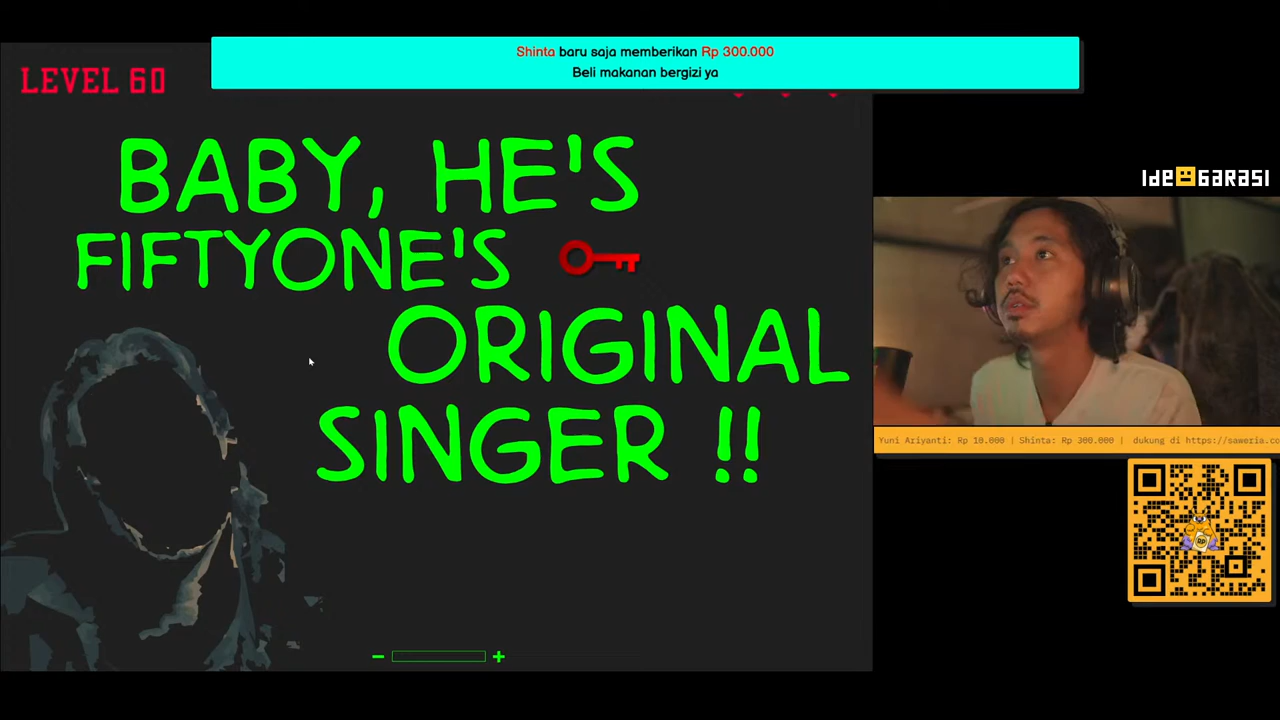 Shinta baru saja memberikan Rp 300.000
Beli makanan bergizi ya
LEVEL 60
BABY, HE'S
FIFTYONE'S
ORIGINAL
SINGER !!
IDE GARASI
Yuni Ariyanti: Rp 10.000 | Shinta: Rp 300.000 | dukung di https://saweria.co
RP